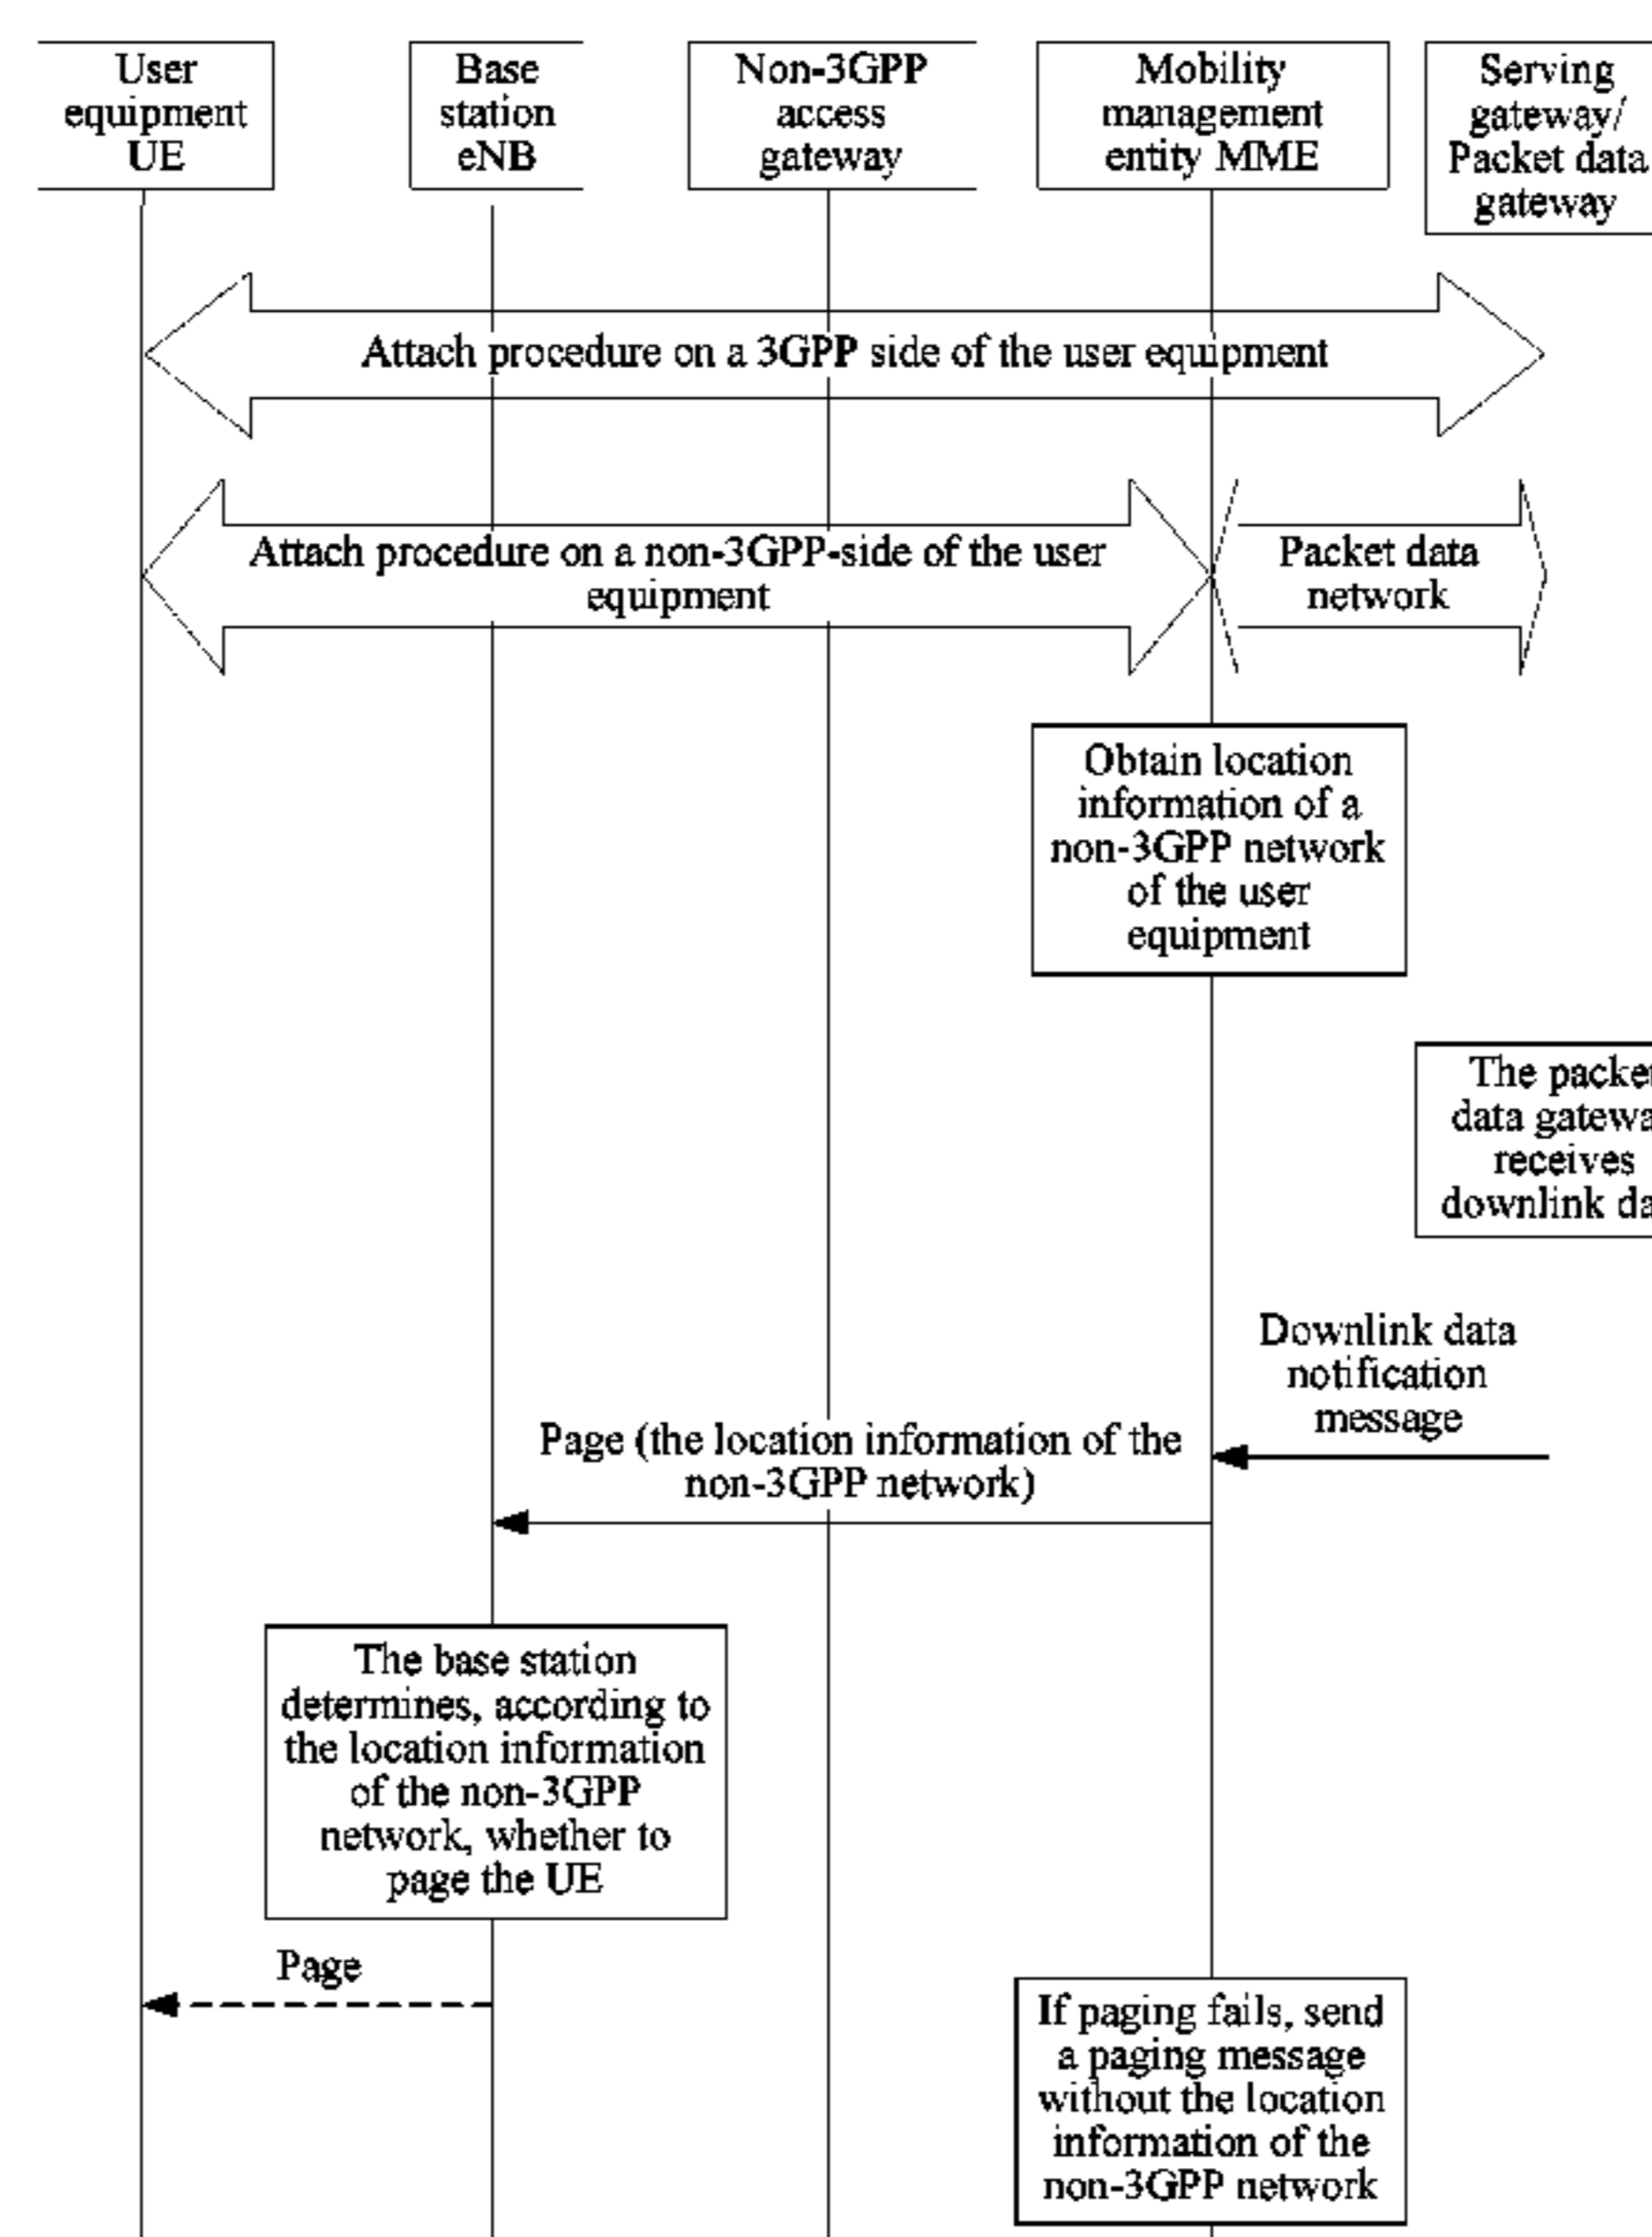 User
equipment
UE
Base
station
eNB
Non-3GPP
access
gateway
Mobility
management
entity MME
Serving
gateway/
Packet data
gateway
Attach procedure on a 3GPP side of the user equipment
Attach procedure on a non-3GPP-side of the user
equipment
Packet data
network
Obtain location
information of a
non-3GPP network
of the user
equipment
The packet
data
receives
downlink
Downlink data
notification
message
Page (the location information of the
non-3GPP network)
The base station
determines, according to
the location information
of the non-3GPP
network, whether to
page the UE
Page
If paging fails, send
a paging message
without the location
information of the
non-3GPP network